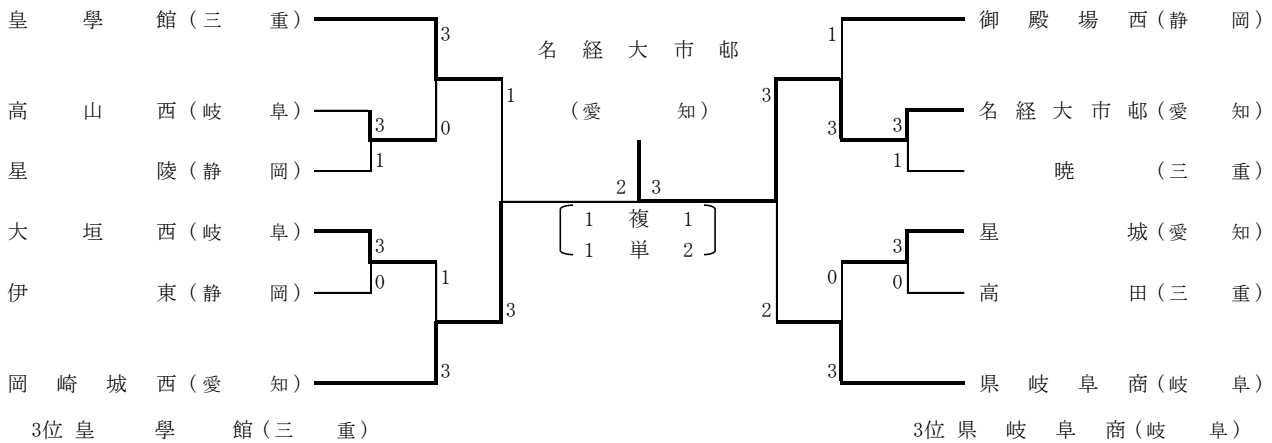 皇學館(三重) 3 1 御殿場西(静岡)
名経大市邨
1 3
高山西(岐阜) (愛知) 名経大市邨(愛知)
3 0 3 3
星陵(静岡) 1 1 暁(三重)
2 3
大垣西(岐阜) 1 複 1 星城(愛知)
3 1 単 2 3
伊東(静岡) 0 1 0 0 高田(三重)
3 2
岡崎城西(愛知) 3 3 県岐阜商(岐阜)
3位 皇學館(三重) 3位 県岐阜商(岐阜)